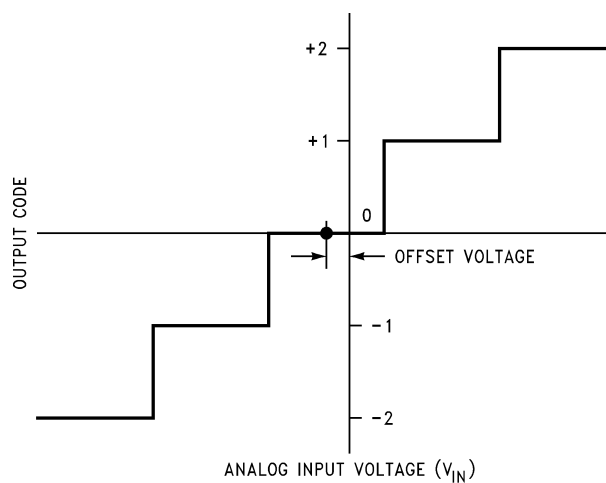 +2
+1
0
OUTPUT CODE
OFFSET VOLTAGE
-1
-2
ANALOG INPUT VOLTAGE (VIN)